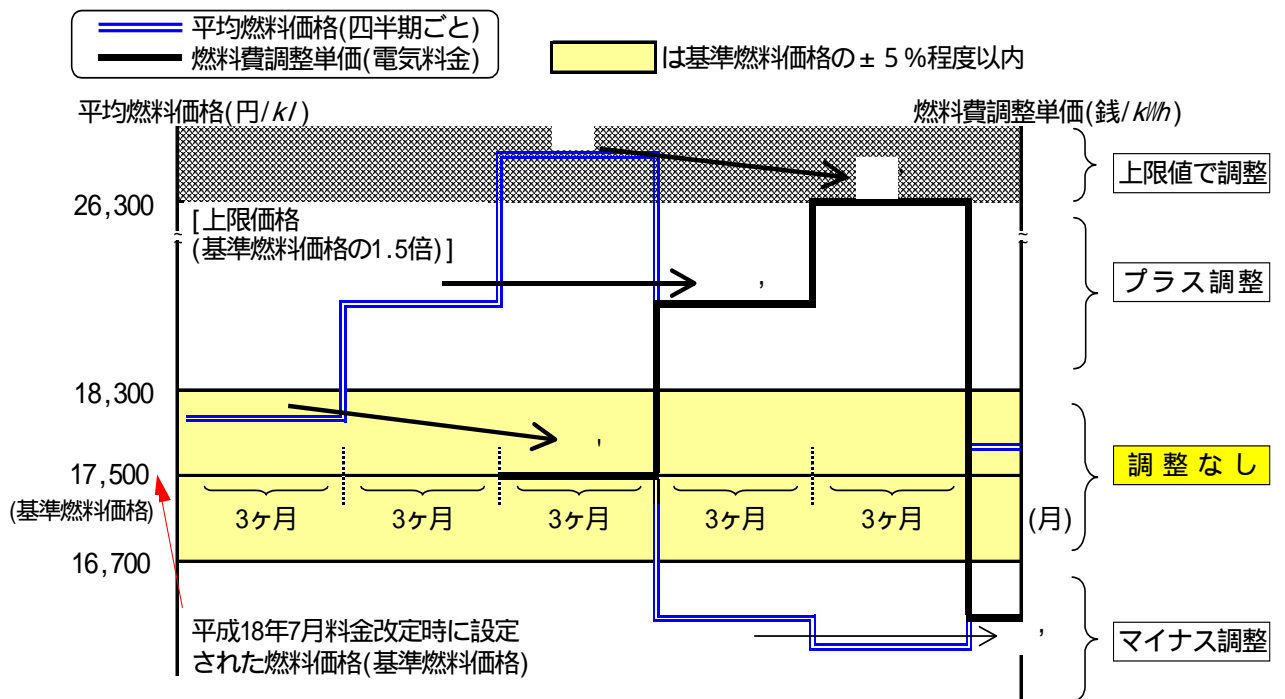 平均燃料価格(四半期ごと)
燃料費調整単価(電気料金)
は基準燃料価格の±５%程度以内
平均燃料価格(円/kl)
燃料費調整単価(銭/kWh)
上限値で調整
26,300
[上限価格
(基準燃料価格の1.5倍)]
プラス調整
,
,
18,300
,
調整なし
17,500
(基準燃料価格)
3ヶ月
3ヶ月
3ヶ月
3ヶ月
3ヶ月
(月)
16,700
平成18年7月料金改定時に設定
された燃料価格(基準燃料価格)
,
マイナス調整